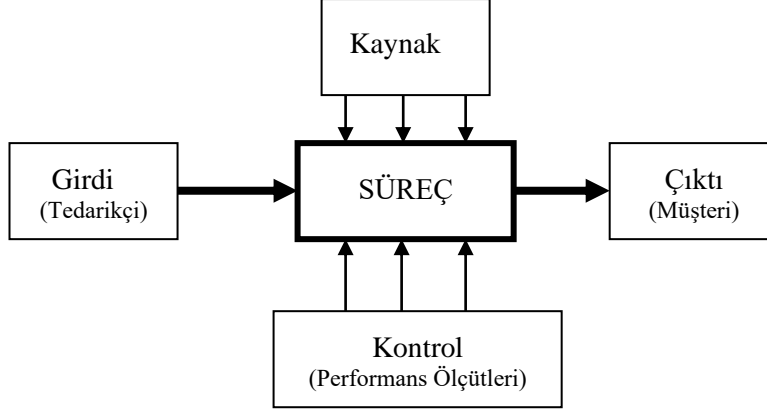 Kaynak
Girdi
(Tedarikçi)
SÜREÇ
Çıktı
(Müşteri)
Kontrol
(Performans Ölçütleri)